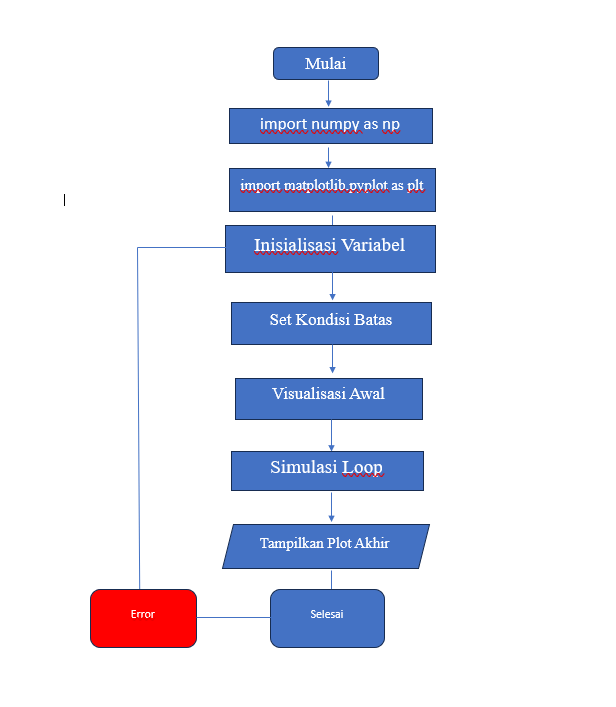 Mulai
import numpy as np
import matplotlib.pyplot as plt
Inisialisasi Variabel
Set Kondisi Batas
Visualisasi Awal
Simulasi Loop
Tampilkan Plot Akhir
Error
Selesai